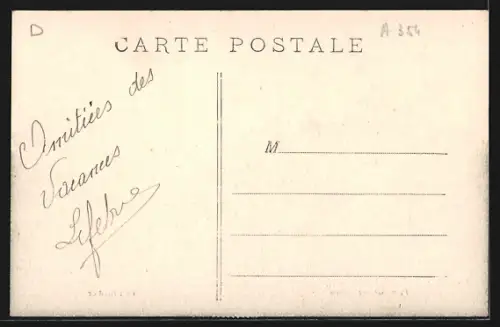 D
A 354
CARTE POSTALE
Amitiées des
Vacances
Lefebvre
M